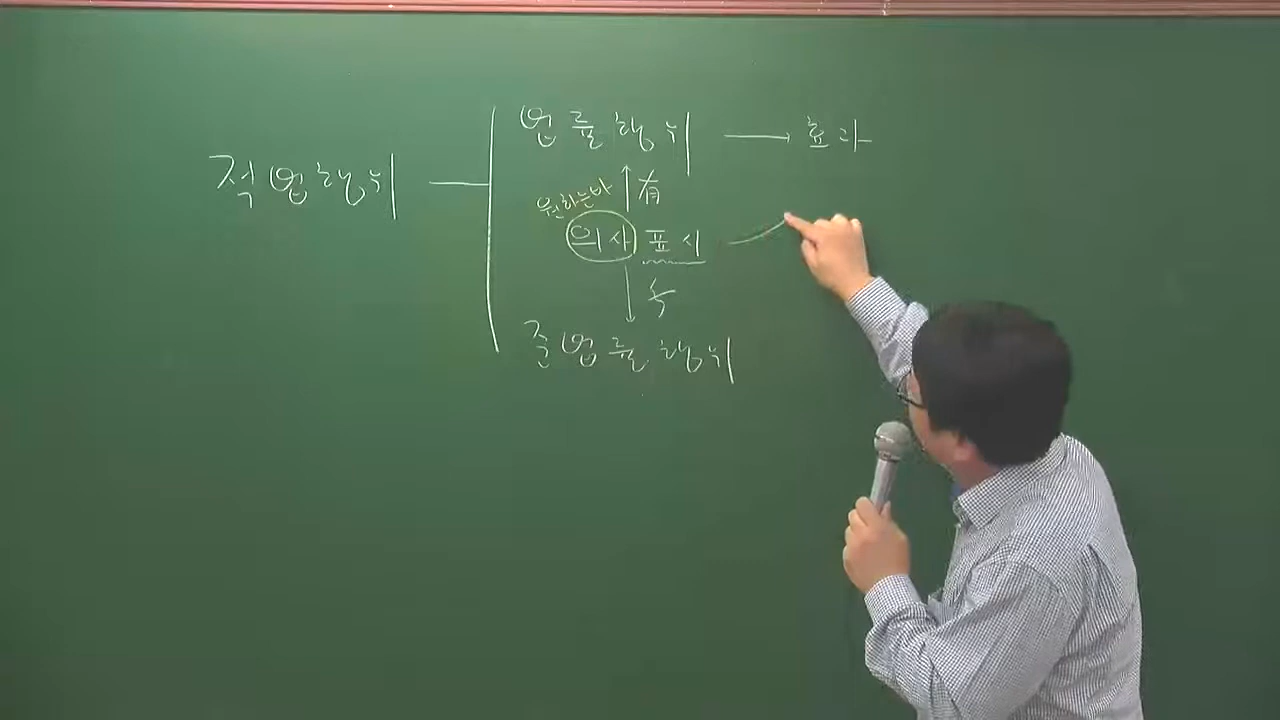 법률행위 → 효과
적법행위
원하는바 有
의사표시
준법률행위